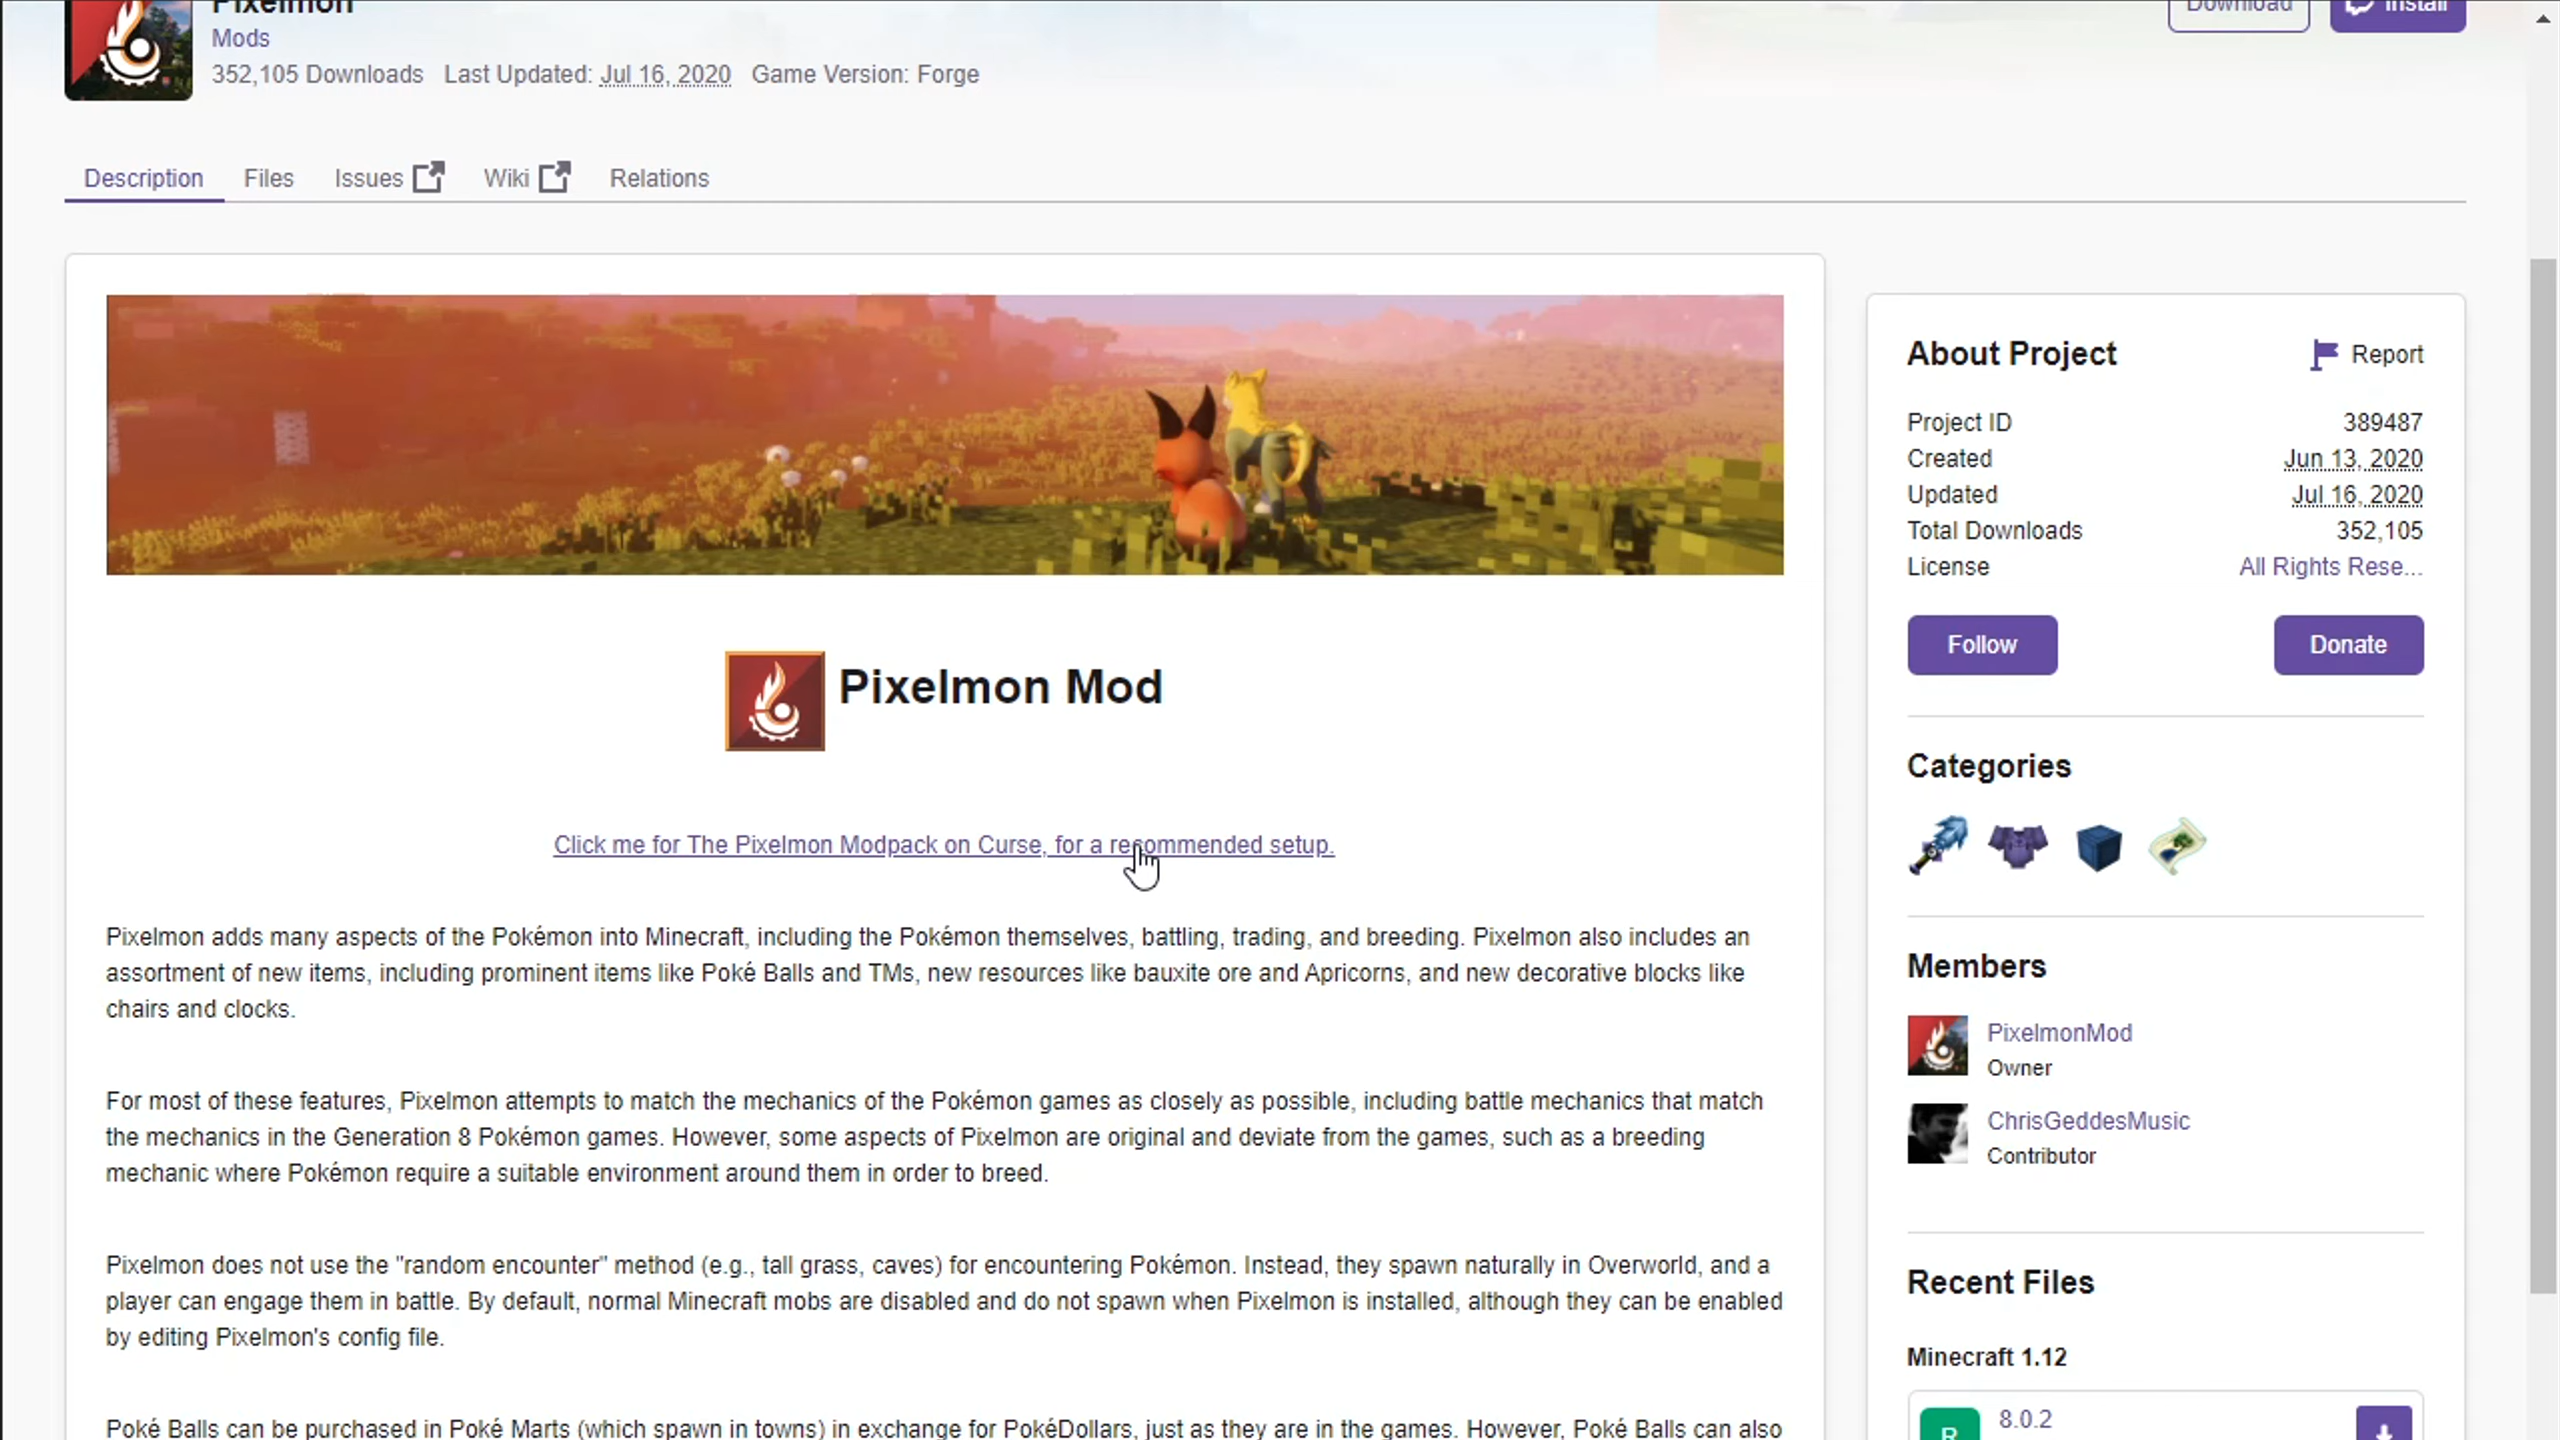 Pixelmon
Download
Install
Mods
352,105 Downloads Last Updated: Jul 16, 2020 Game Version: Forge
Description Files Issues Wiki Relations
Pixelmon Mod
Click me for The Pixelmon Modpack on Curse, for a recommended setup.
Pixelmon adds many aspects of the Pokémon into Minecraft, including the Pokémon themselves, battling, trading, and breeding. Pixelmon also includes an
assortment of new items, including prominent items like Poké Balls and TMs, new resources like bauxite ore and Apricorns, and new decorative blocks like
chairs and clocks.
For most of these features, Pixelmon attempts to match the mechanics of the Pokémon games as closely as possible, including battle mechanics that match
the mechanics in the Generation 8 Pokémon games. However, some aspects of Pixelmon are original and deviate from the games, such as a breeding
mechanic where Pokémon require a suitable environment around them in order to breed.
Pixelmon does not use the "random encounter" method (e.g., tall grass, caves) for encountering Pokémon. Instead, they spawn naturally in Overworld, and a
player can engage them in battle. By default, normal Minecraft mobs are disabled and do not spawn when Pixelmon is installed, although they can be enabled
by editing Pixelmon's config file.
Poké Balls can be purchased in Poké Marts (which spawn in towns) in exchange for PokéDollars, just as they are in the games. However, Poké Balls can also
About Project Report
Project ID 389487
Created Jun 13, 2020
Updated Jul 16, 2020
Total Downloads 352,105
License All Rights Rese...
Follow Donate
Categories
Members
PixelmonMod
Owner
ChrisGeddesMusic
Contributor
Recent Files
Minecraft 1.12
R 8.0.2